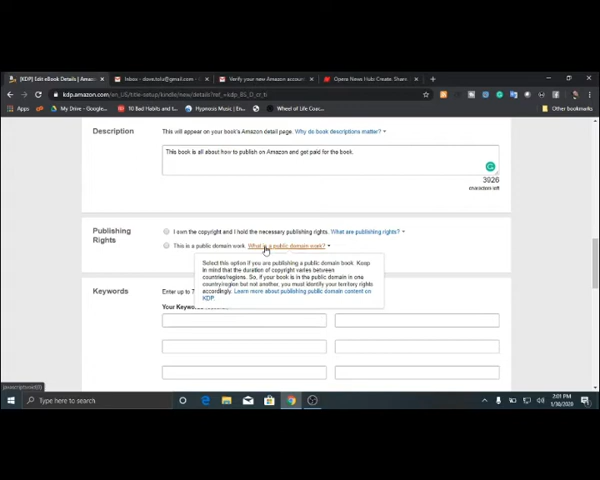 [KDP] Edit eBook Details | Amaz
Verify your new Amazon account
Opera News Hub Create. Share.
kdp.amazon.com/en_US/title-setup/kindle/new/details?ref_=kdp_BS_D_cr_ti
My Drive - Google...
10 Bad Habits and t...
Hypnosis Music | En...
Wheel of Life Coac...
Other bookmarks
Description
This will appear on your book's Amazon detail page. Why do book descriptions matter?
This book is all about how to publish on Amazon and get paid for the book.
3926
characters left
Publishing
Rights
I own the copyright and I hold the necessary publishing rights. What are publishing rights?
This is a public domain work. What is a public domain work?
Select this option if you are publishing a public domain book. Keep
in mind that the duration of copyright varies between
countries/regions. So, if your book is in the public domain in one
country/region but not another, you must identify your territory rights
accordingly. Learn more about publishing public domain content on
KDP.
Keywords
Enter up to 7
Your Keywords
javascript:void(0)
Type here to search
2:01 PM
1/30/2020